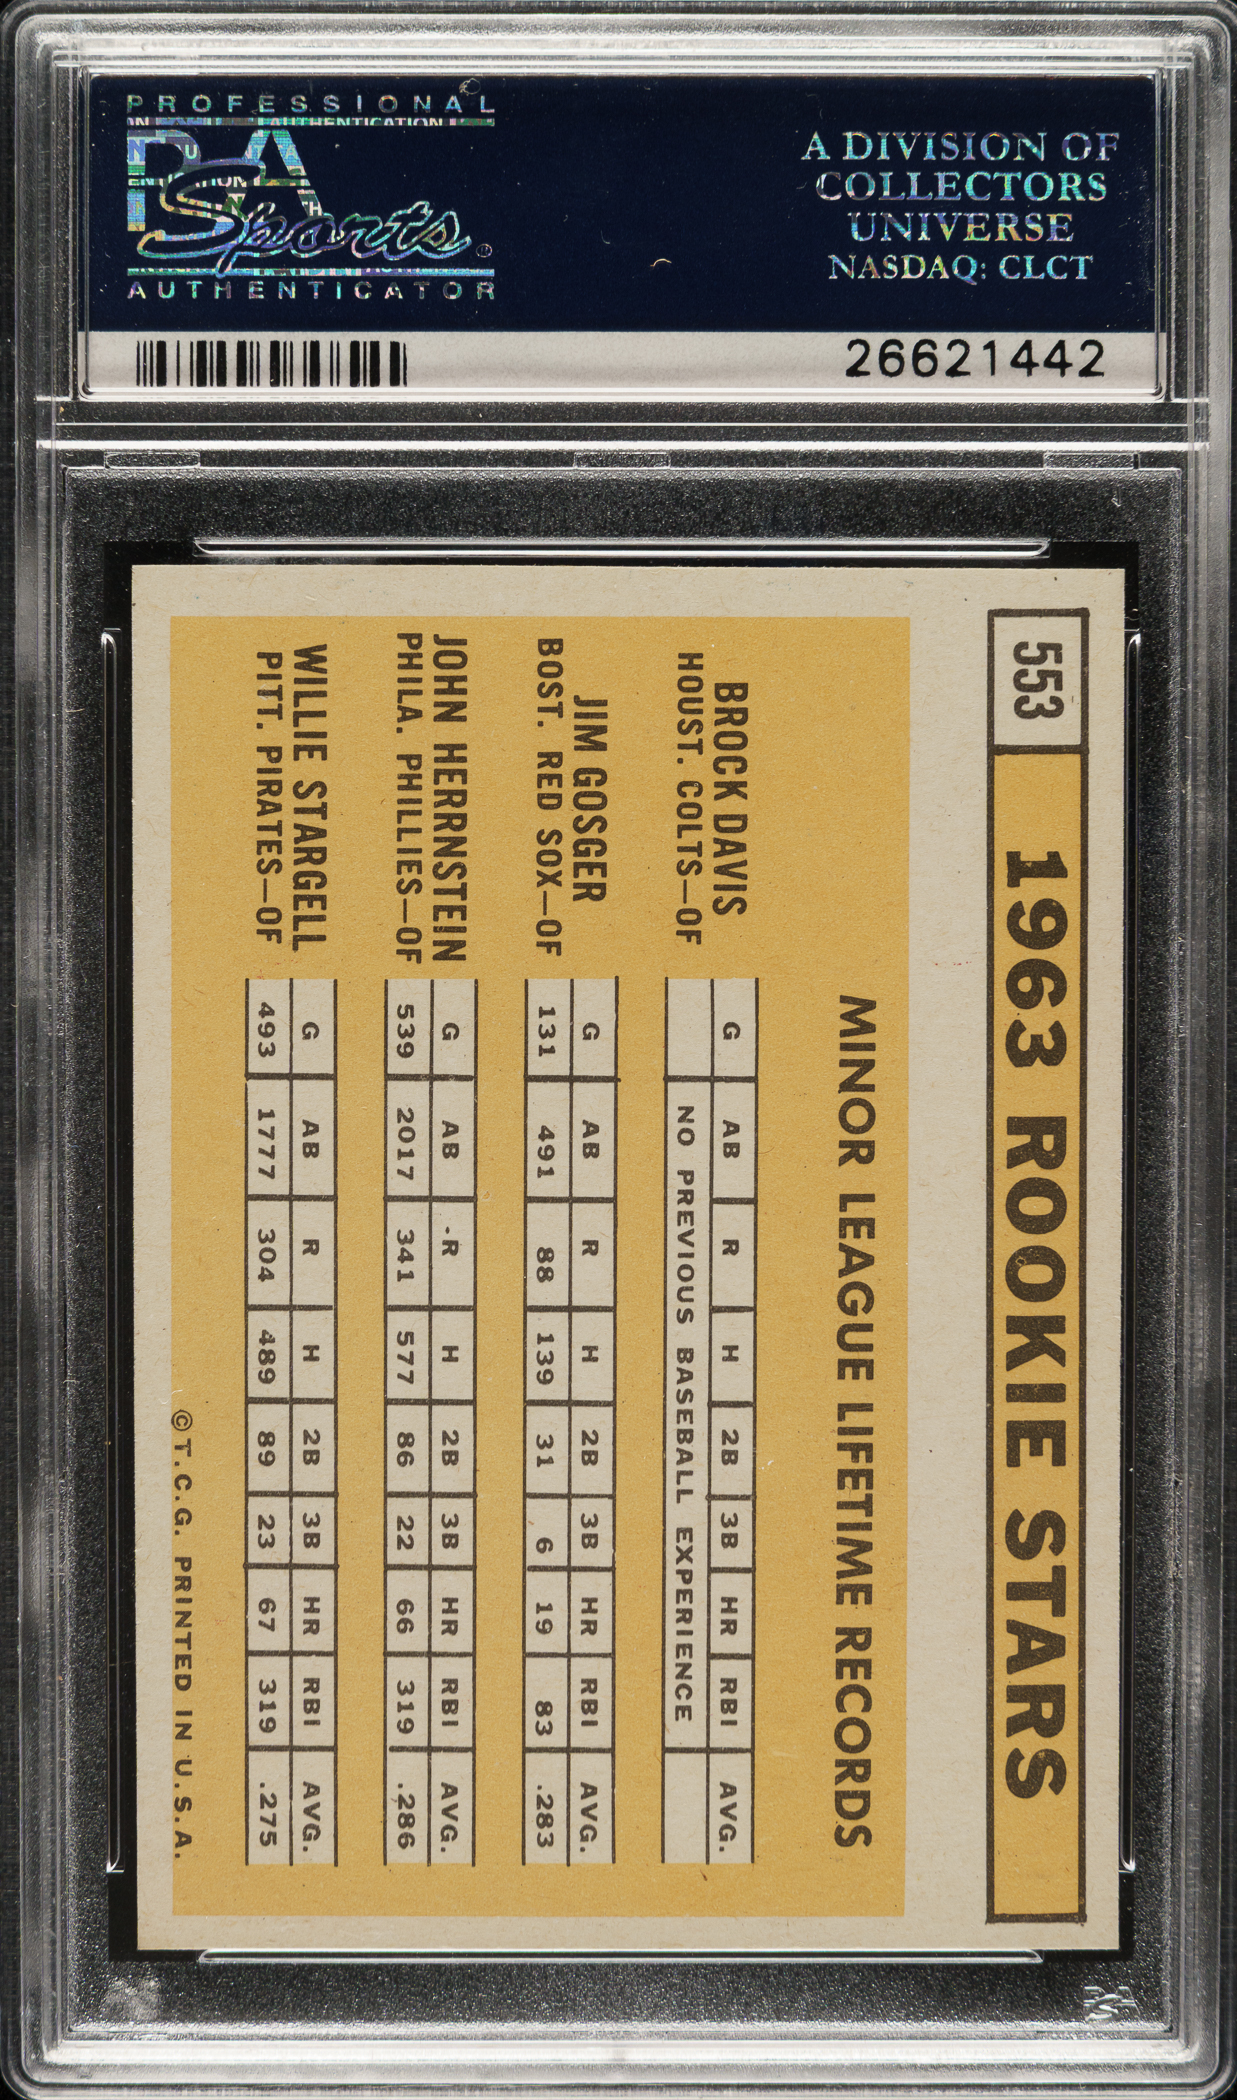 PROFESSIONAL
PSA
Sports®
AUTHENTICATOR
A DIVISION OF
COLLECTORS
UNIVERSE
NASDAQ: CLCT
26621442
553 1963 ROOKIE STARS
MINOR LEAGUE LIFETIME RECORDS
BROCK DAVIS G AB R H 2B 3B HR RBI AVG.
HOUST. COLTS—OF NO PREVIOUS BASEBALL EXPERIENCE
JIM GOSGER G AB R H 2B 3B HR RBI AVG.
BOST. RED SOX—OF 131 491 88 139 31 6 19 83 .283
JOHN HERRNSTEIN G AB R H 2B 3B HR RBI AVG.
PHILA. PHILLIES—OF 539 2017 341 577 86 22 66 319 .286
WILLIE STARGELL G AB R H 2B 3B HR RBI AVG.
PITT. PIRATES—OF 493 1777 304 489 89 23 67 319 .275
© T.C.G. PRINTED IN U.S.A.
PSA